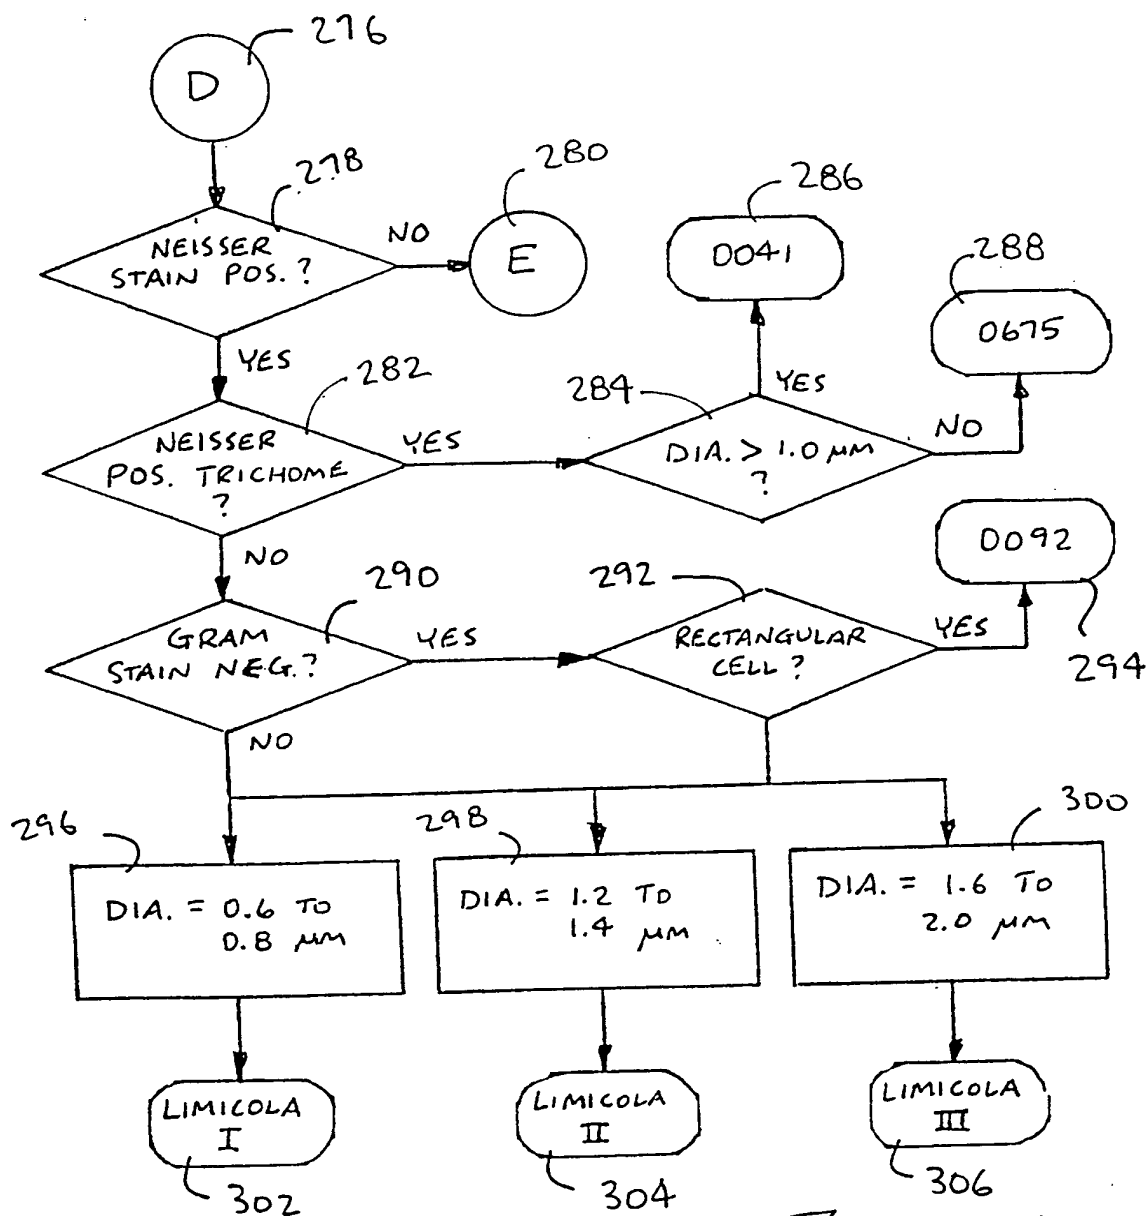 276
D
278
280
NEISSER
STAIN POS. ?
NO
E
286
0041
288
0675
YES
282
284
YES
NEISSER
POS. TRICHOME
?
YES
DIA. > 1.0 µM
?
NO
NO
0092
290
292
294
GRAM
STAIN NEG.?
YES
RECTANGULAR
CELL ?
YES
NO
296
298
300
DIA. = 0.6 TO
0.8 µM
DIA. = 1.2 TO
1.4 µM
DIA. = 1.6 TO
2.0 µM
LIMICOLA
I
LIMICOLA
II
LIMICOLA
III
302
304
306